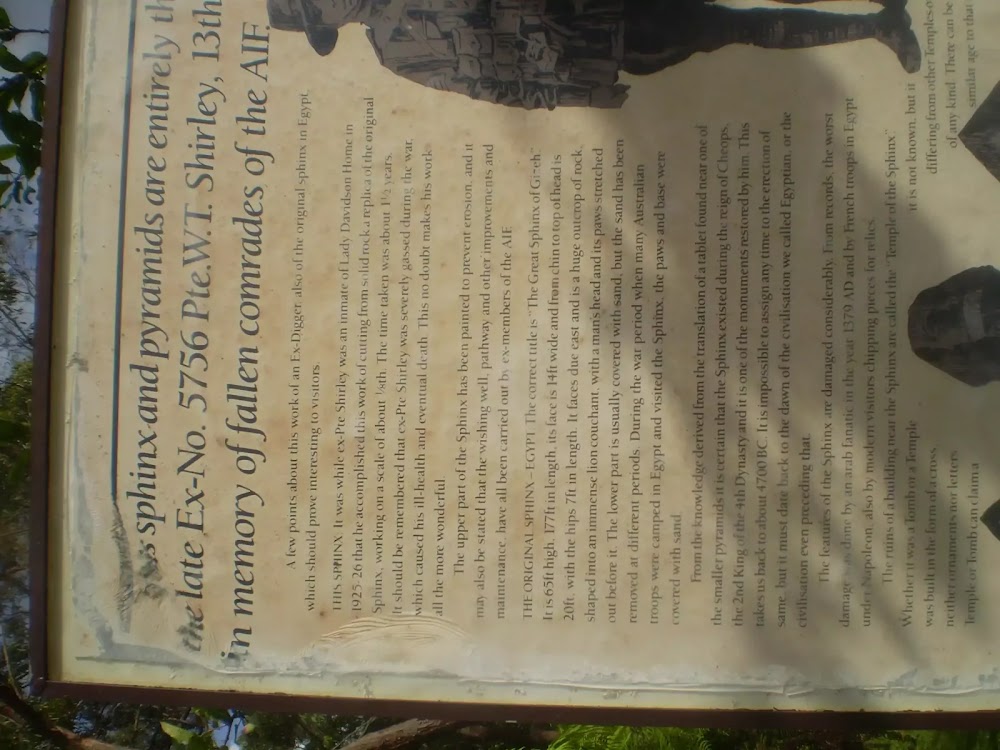 sphinx and pyramids are entirely th
the late Ex-No. 5756 Pte.W.T. Shirley, 13th
in memory of fallen comrades of the AIF.
A few points about this work of an Ex-Digger, also of the original sphinx in Egypt,
which should prove interesting to visitors.
THIS SPHINX. It was while ex-Pte Shirley was an inmate of Lady Davidson Home in
1925-26 that he accomplished this work of cutting from solid rock a replica of the original
Sphinx, working on a scale of about ⅛th. The time taken was about 1½ years.
It should be remembered that ex-Pte Shirley was severely gassed during the war,
which caused his ill-health and eventual death. This no doubt makes his work
all the more wonderful.
The upper part of the Sphinx has been painted to prevent erosion, and it
may also be stated that the wishing well, pathway and other improvements and
maintenance, have all been carried out by ex-members of the AIF.
THE ORIGINAL SPHINX – EGYPT. The correct title is "The Great Sphinx of Gizeh"
It is 65ft high, 177ft in length, its face is 14ft wide and from chin to top of head is
20ft, with the hips 7ft in length. It faces due east and is a huge outcrop of rock,
shaped into an immense lion couchant, with a man's head and its paws stretched
out before it. The lower part is usually covered with sand, but the sand has been
removed at different periods. During the war period when many Australian
troops were camped in Egypt and visited the Sphinx, the paws and base were
covered with sand.
From the knowledge derived from the translation of a tablet found near one of
the smaller pyramids it is certain that the Sphinx existed during the reign of Cheops,
the 2nd King of the 4th Dynasty and it is one of the monuments restored by him. This
takes us back to about 4700 BC. It is impossible to assign any time to the erection of
same, but it must date back to the dawn of the civilisation we called Egyptian, or the
civilisation even preceding that.
The features of the Sphinx are damaged considerably. From records, the worst
damage was done by an arab fanatic in the year 1379 AD and by French troops in Egypt
under Napoleon, also by modern visitors chipping pieces for relics.
The ruins of a building near the Sphinx are called the "Temple of the Sphinx"
Whether it was a Tomb or a Temple
was built in the form of a cross,
neither ornaments nor letters
Temple or Tomb can claim a
it is not known, but it
differing from other Temples
of any kind. There can be
similar age to that